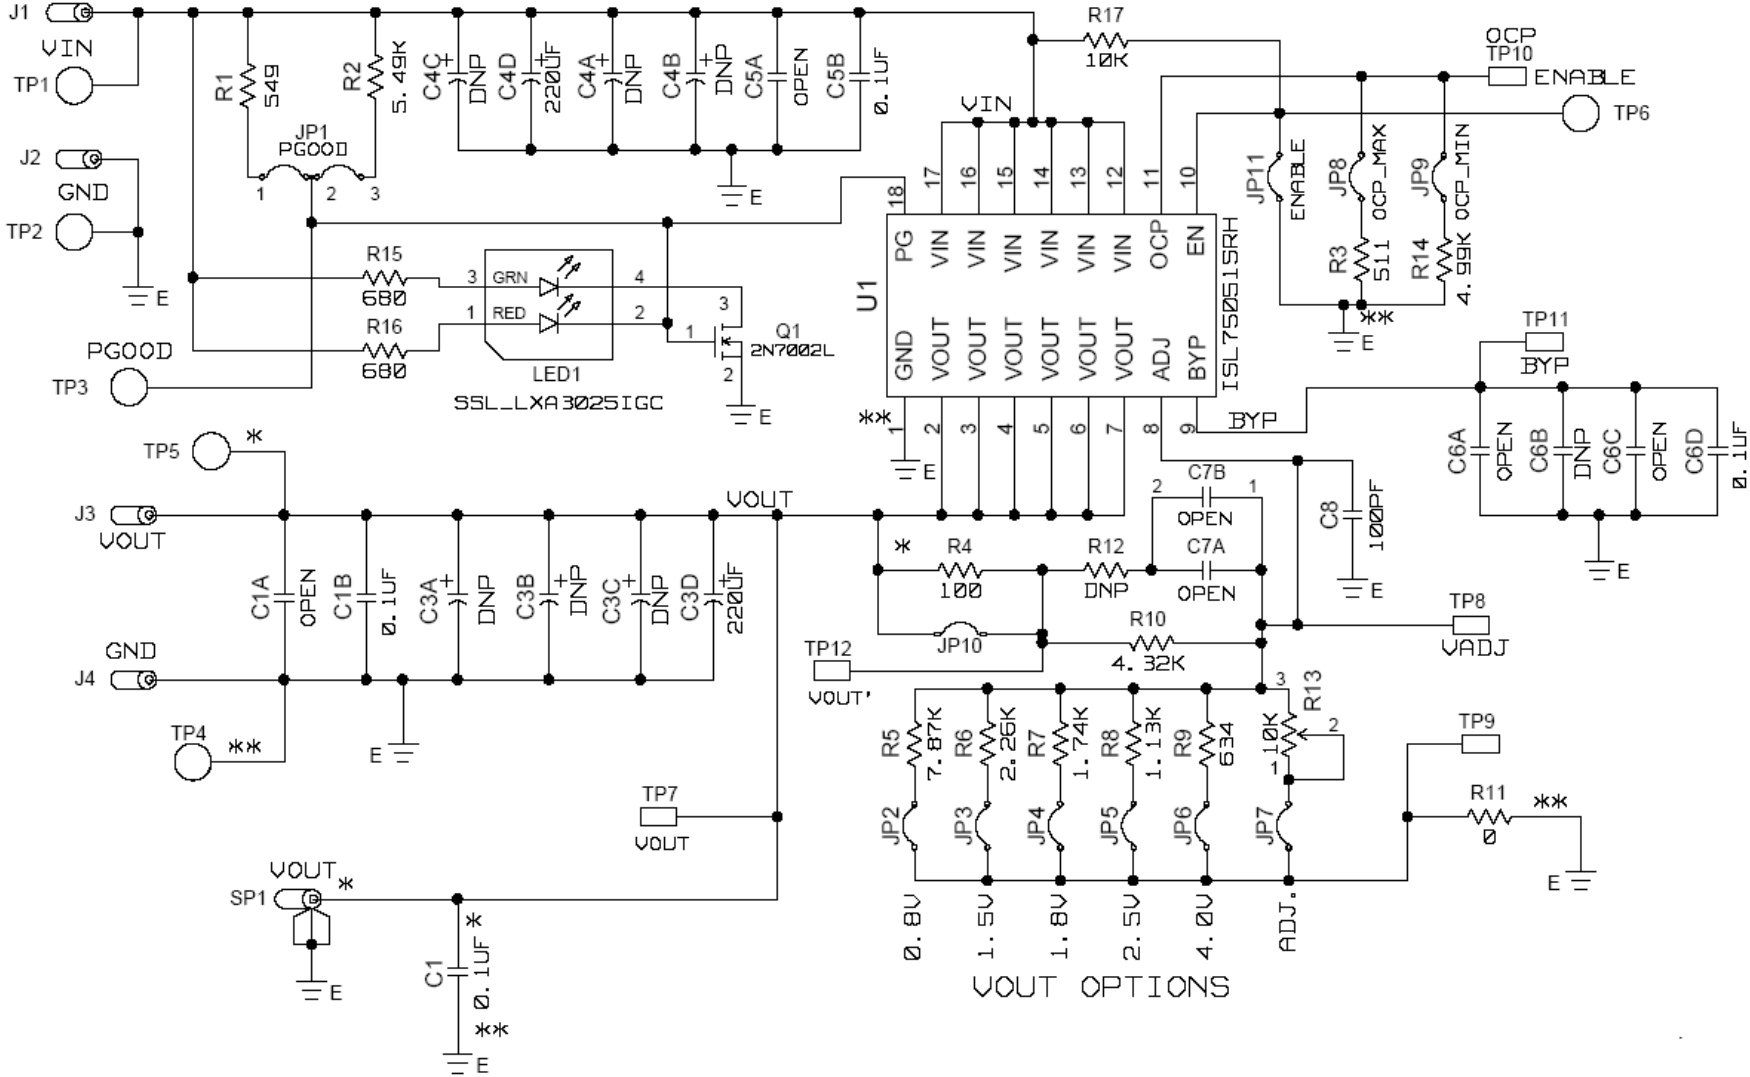 J1
VIN
TP1
J2
GND
TP2
E
R1
549
R2
5.49K
JP1
PGOOD
1
2
3
C4C
+
DNP
C4D
+
220UF
C4A
+
DNP
C4B
+
DNP
C5A
OPEN
C5B
0.1UF
E
R17
10K
OCP
TP10
ENABLE
TP6
VIN
17
16
15
14
13
12
11
10
18
PG
VIN
VIN
VIN
VIN
VIN
VIN
OCP
EN
U1
ISL75051SRH
GND
VOUT
VOUT
VOUT
VOUT
VOUT
VOUT
ADJ
BYP
**
1
2
3
4
5
6
7
8
9
E
BYP
JP11
ENABLE
JP8
OCP_MAX
JP9
OCP_MIN
R3
511
R14
4.99K
**
E
R15
680
R16
680
3
GRN
4
1
RED
2
LED1
SSL_LXA3025IGC
3
1
Q1
2N7002L
2
E
PGOOD
TP3
TP11
BYP
C6A
OPEN
C6B
DNP
C6C
OPEN
C6D
0.1UF
E
TP5
*
J3
VOUT
VOUT
C1A
OPEN
C1B
0.1UF
C3A
+
DNP
C3B
+
DNP
C3C
+
DNP
C3D
+
220UF
GND
J4
TP4
**
E
C7B
2
1
OPEN
*
R4
100
R12
DNP
C7A
OPEN
C8
100PF
E
JP10
R10
4.32K
TP12
VOUT'
TP8
VADJ
R5
7.87K
R6
2.26K
R7
1.74K
R8
1.13K
R9
634
3
R13
10K
2
1
JP2
JP3
JP4
JP5
JP6
JP7
0.8V
1.5V
1.8V
2.5V
4.0V
ADJ.
VOUT OPTIONS
TP9
R11
**
0
E
TP7
VOUT
VOUT
SP1
*
E
*
C1
0.1UF
**
E